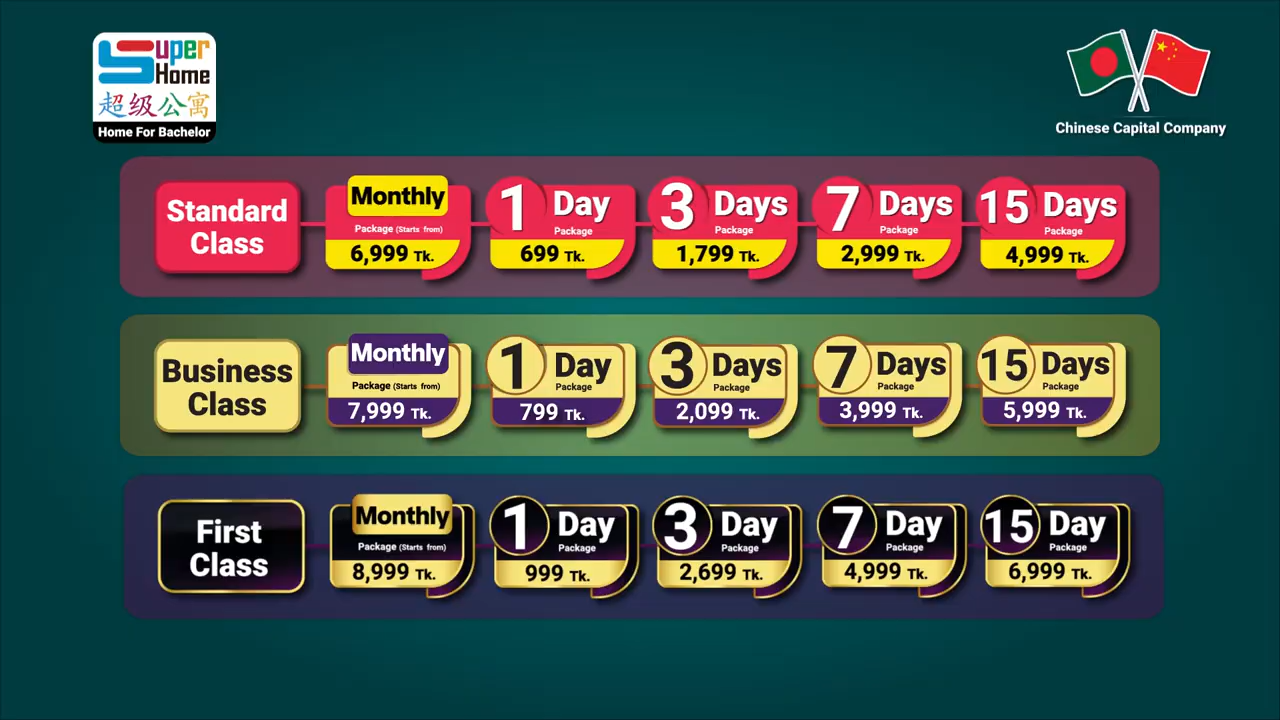 Super
Home
超级公寓
Home For Bachelor
Chinese Capital Company
Standard
Class
Monthly
Package (Starts from)
6,999 Tk.
1 Day
Package
699 Tk.
3 Days
Package
1,799 Tk.
7 Days
Package
2,999 Tk.
15 Days
Package
4,999 Tk.
Business
Class
Monthly
Package (Starts from)
7,999 Tk.
1 Day
Package
799 Tk.
3 Days
Package
2,099 Tk.
7 Days
Package
3,999 Tk.
15 Days
Package
5,999 Tk.
First
Class
Monthly
Package (Starts from)
8,999 Tk.
1 Day
Package
999 Tk.
3 Day
Package
2,699 Tk.
7 Day
Package
4,999 Tk.
15 Day
Package
6,999 Tk.